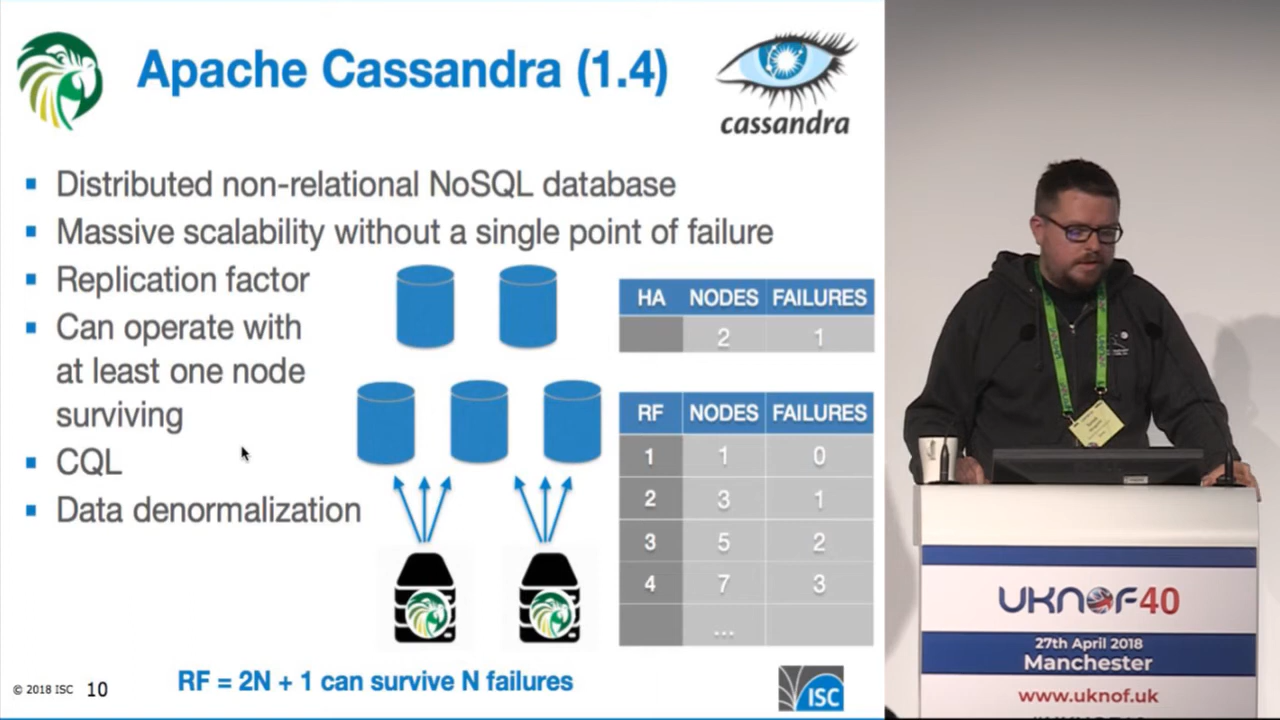 Apache Cassandra (1.4)
cassandra
Distributed non-relational NoSQL database
Massive scalability without a single point of failure
Replication factor
Can operate with
at least one node
surviving
CQL
Data denormalization
HA NODES FAILURES
2 1
RF NODES FAILURES
1 1 0
2 3 1
3 5 2
4 7 3
...
RF = 2N + 1 can survive N failures
© 2018 ISC 10
ISC
UKNOF40
27th April 2018
Manchester
www.uknof.uk